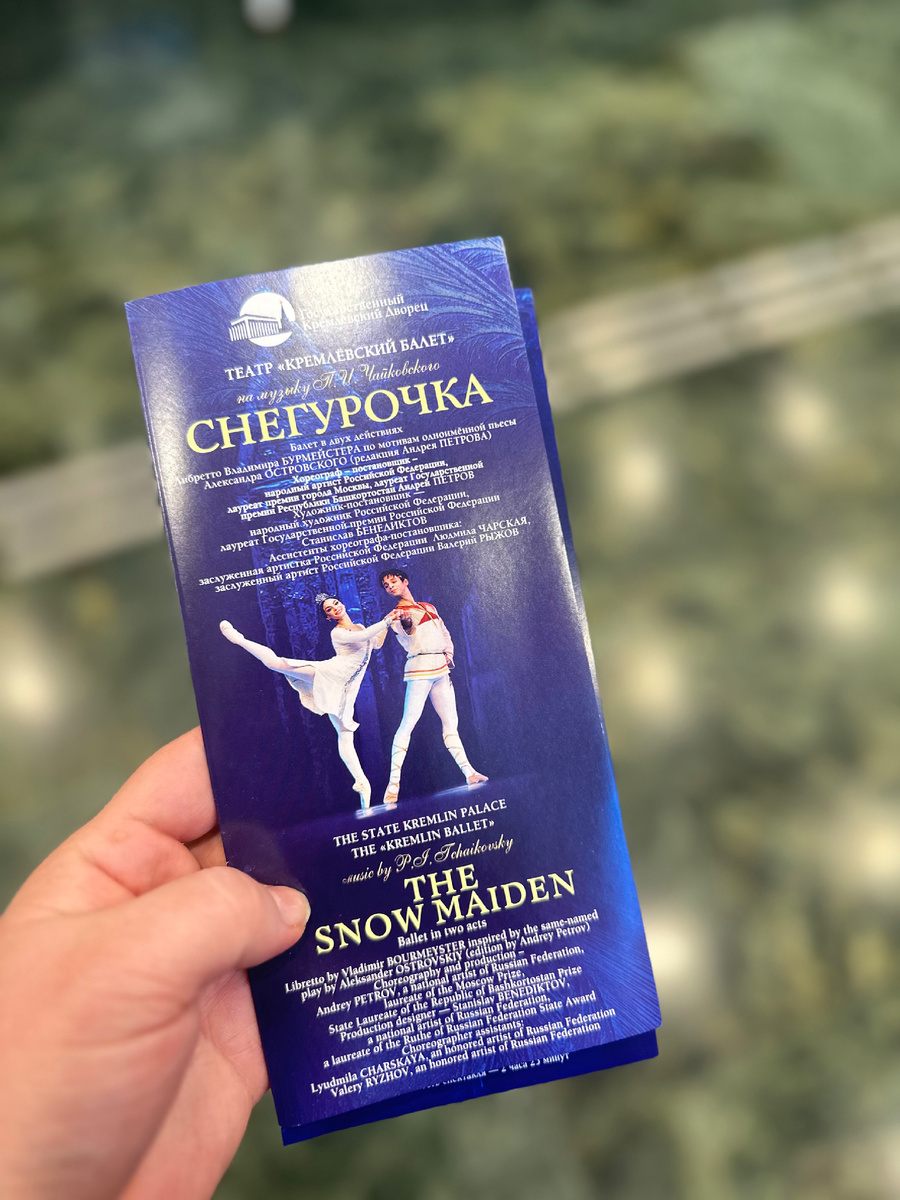 Государственный
Кремлёвский Дворец
ТЕАТР «КРЕМЛЁВСКИЙ БАЛЕТ»
на музыку П. И. Чайковского
СНЕГУРОЧКА
Балет в двух действиях
Либретто Владимира БУРМЕЙСТЕРА по мотивам одноимённой пьесы
Александра ОСТРОВСКОГО (редакция Андрея ПЕТРОВА)
Хореограф – постановщик –
народный артист Российской Федерации,
лауреат премии города Москвы, лауреат Государственной
премии Республики Башкортостан Андрей ПЕТРОВ
Художник-постановщик —
народный художник Российской Федерации,
лауреат Государственной премии Российской Федерации
Станислав БЕНЕДИКТОВ
Ассистенты хореографа-постановщика:
заслуженная артистка Российской Федерации Людмила ЧАРСКАЯ,
заслуженный артист Российской Федерации Валерий РЫЖОВ
THE STATE KREMLIN PALACE
THE «KREMLIN BALLET»
music by P.I. Tchaikovsky
THE
SNOW MAIDEN
Ballet in two acts
Libretto by Vladimir BOURMEYSTER inspired by the same-named
play by Aleksander OSTROVSKIY (edition by Andrey Petrov)
Choreography and production –
Andrey PETROV, a national artist of Russian Federation,
laureate of the Moscow Prize,
State Laureate of the Republic of Bashkortostan Prize
Production designer — Stanislav BENEDIKTOV,
a national artist of Russian Federation,
a laureate of the Ruthe of Russian Federation State Award
Choreographer assistants:
Lyudmila CHARSKAYA, an honored artist of Russian Federation
Valery RYZHOV, an honored artist of Russian Federation
спектакля — 2 часа 25 минут